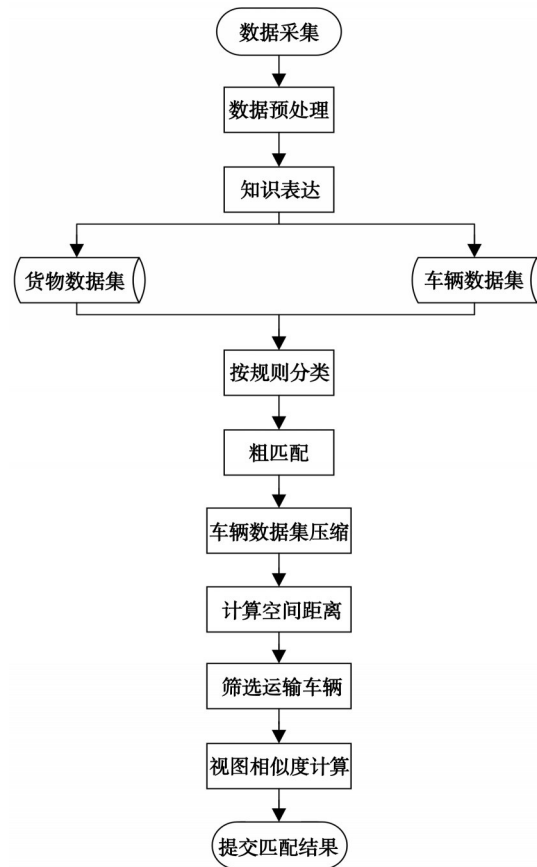 数据采集
数据预处理
知识表达
货物数据集
车辆数据集
按规则分类
粗匹配
车辆数据集压缩
计算空间距离
筛选运输车辆
视图相似度计算
提交匹配结果